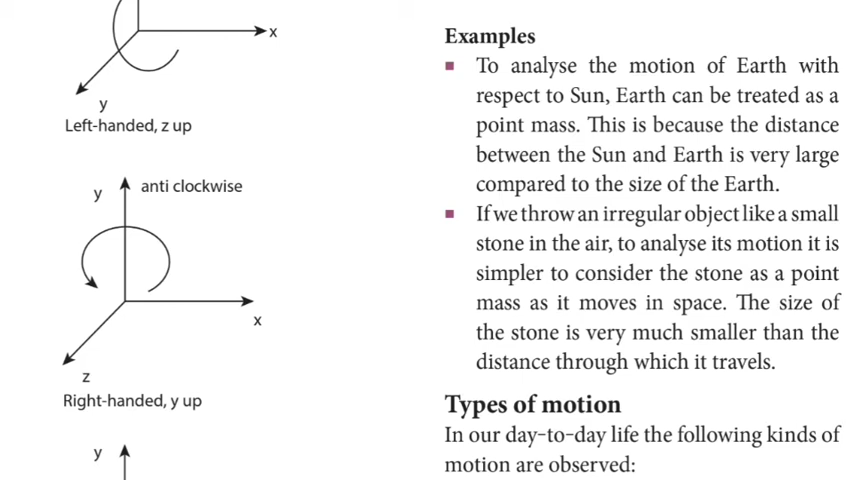 x
y
Left-handed, z up
y
anti clockwise
x
z
Right-handed, y up
y
Examples
To analyse the motion of Earth with
respect to Sun, Earth can be treated as a
point mass. This is because the distance
between the Sun and Earth is very large
compared to the size of the Earth.
If we throw an irregular object like a small
stone in the air, to analyse its motion it is
simpler to consider the stone as a point
mass as it moves in space. The size of
the stone is very much smaller than the
distance through which it travels.
Types of motion
In our day-to-day life the following kinds of
motion are observed: